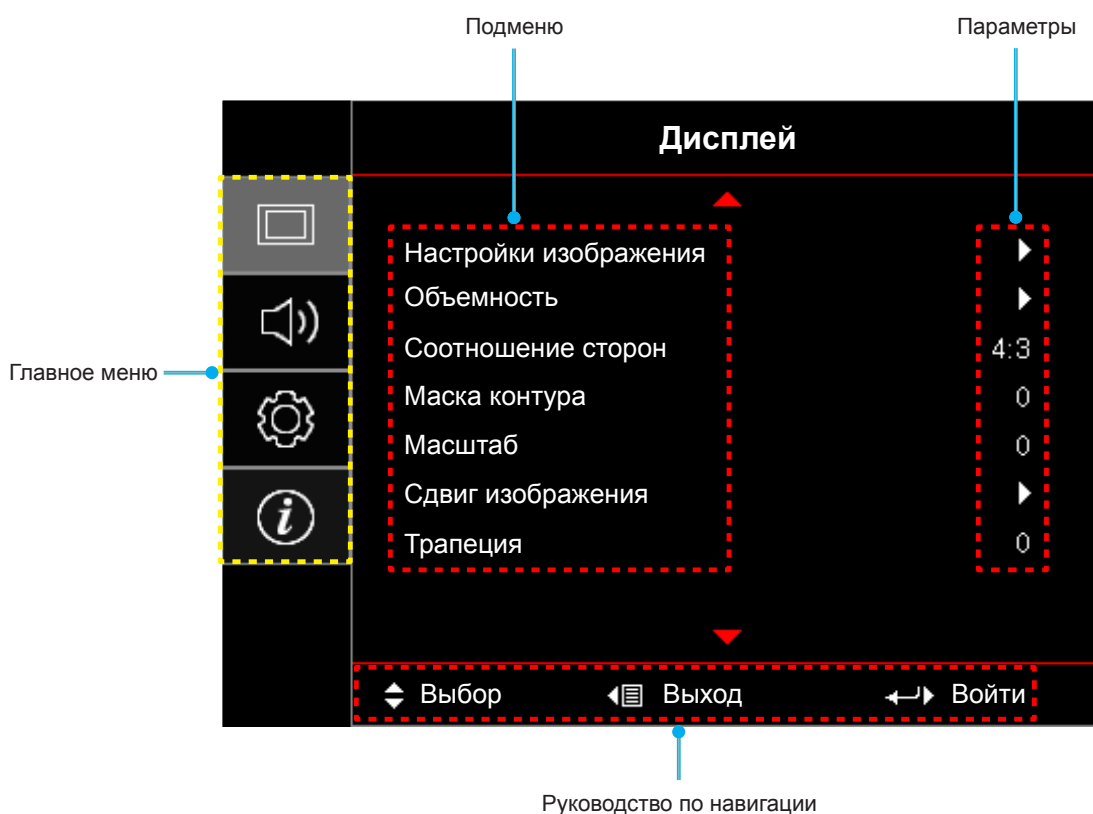 Подменю Параметры
Дисплей
Настройки изображения
Объемность
Соотношение сторон 4:3
Главное меню
Маска контура 0
Масштаб 0
Сдвиг изображения
Трапеция 0
Выбор Выход Войти
Руководство по навигации